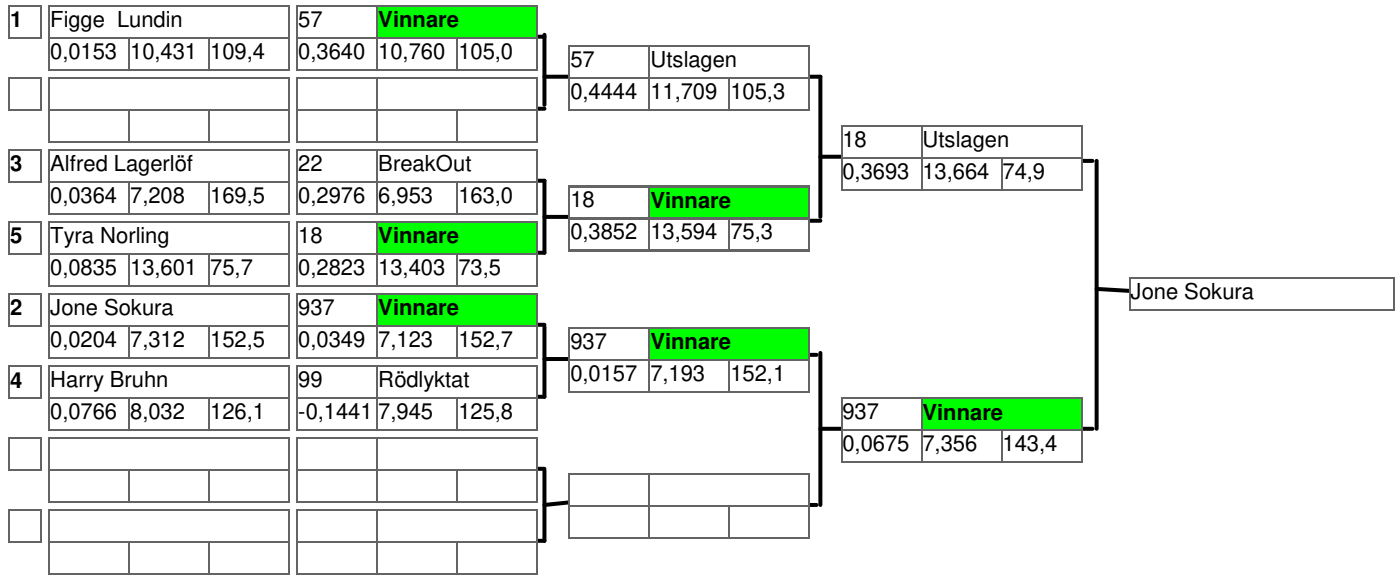 1 Figge Lundin 57 Vinnare
0,0153 10,431 109,4 0,3640 10,760 105,0
57 Utslagen
0,4444 11,709 105,3
18 Utslagen
0,3693 13,664 74,9
3 Alfred Lagerlöf 22 BreakOut
0,0364 7,208 169,5 0,2976 6,953 163,0
18 Vinnare
0,3852 13,594 75,3
5 Tyra Norling 18 Vinnare
0,0835 13,601 75,7 0,2823 13,403 73,5
Jone Sokura
2 Jone Sokura 937 Vinnare
0,0204 7,312 152,5 0,0349 7,123 152,7
937 Vinnare
0,0157 7,193 152,1
4 Harry Bruhn 99 Rödlyktat
0,0766 8,032 126,1 -0,1441 7,945 125,8
937 Vinnare
0,0675 7,356 143,4